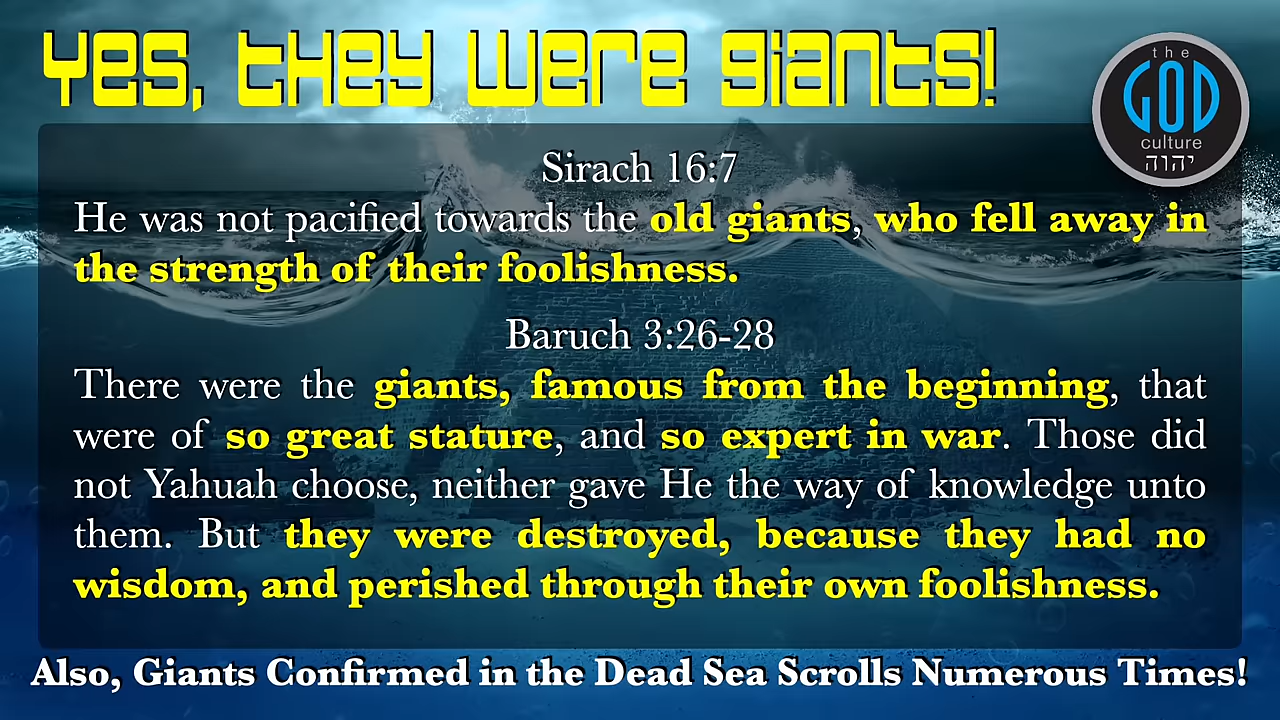 Yes, they were giants!
the
GOD
culture
יהוה
Sirach 16:7
He was not pacified towards the old giants, who fell away in
the strength of their foolishness.
Baruch 3:26-28
There were the giants, famous from the beginning, that
were of so great stature, and so expert in war. Those did
not Yahuah choose, neither gave He the way of knowledge unto
them. But they were destroyed, because they had no
wisdom, and perished through their own foolishness.
Also, Giants Confirmed in the Dead Sea Scrolls Numerous Times!